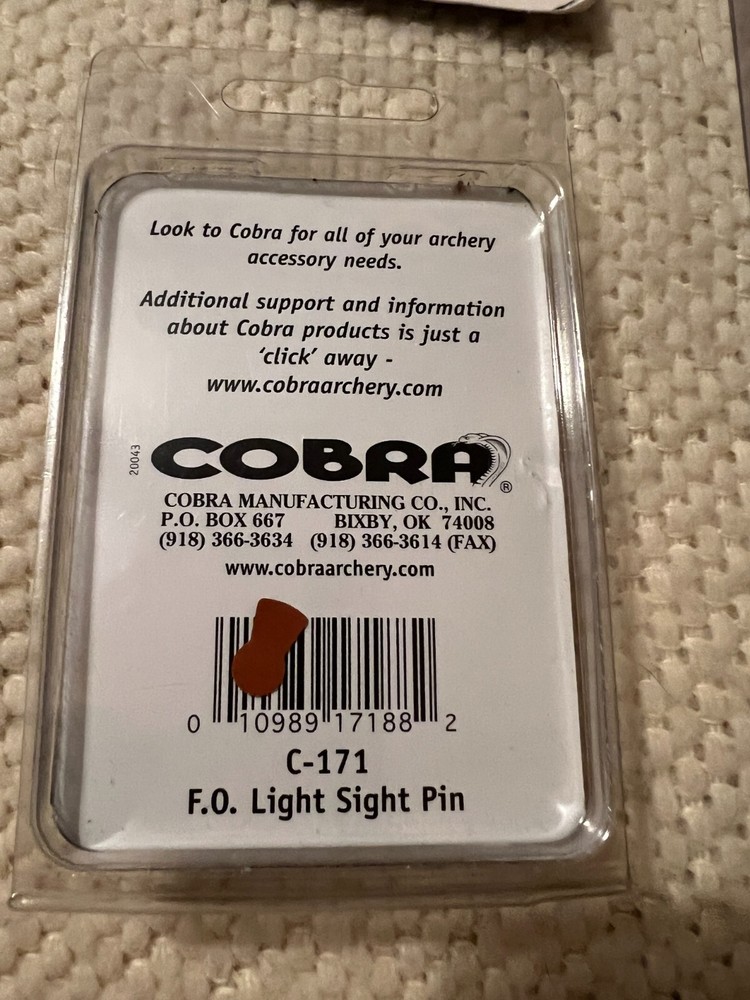 Look to Cobra for all of your archery
accessory needs.
Additional support and information
about Cobra products is just a
‘click’ away -
www.cobraarchery.com
20043
COBRA®
COBRA MANUFACTURING CO., INC.
P.O. BOX 667 BIXBY, OK 74008
(918) 366-3634 (918) 366-3614 (FAX)
www.cobraarchery.com
0 10989 17188 2
C-171
F.O. Light Sight Pin